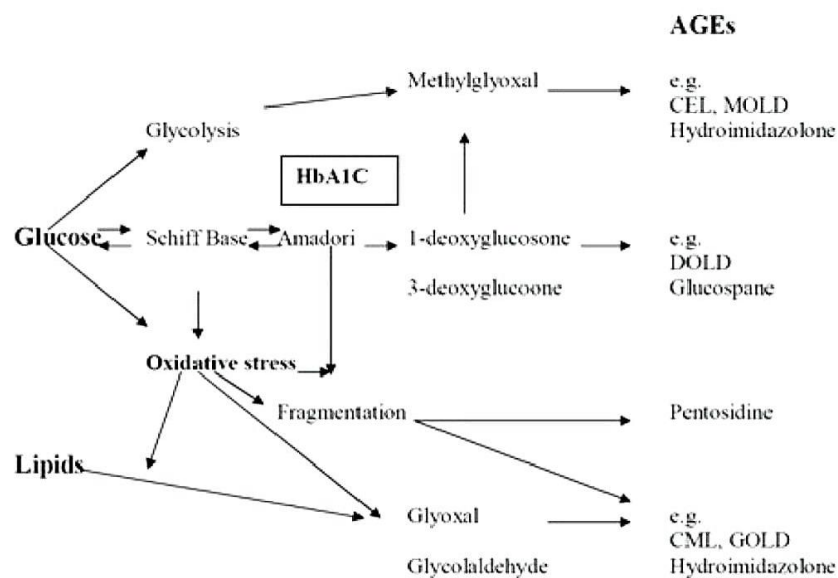 AGEs
Methylglyoxal
e.g.
CEL, MOLD
Hydroimidazolone
Glycolysis
HbA1C
Glucose
Schiff Base
Amadori
1-deoxyglucosone
3-deoxyglucoone
e.g.
DOLD
Glucospane
Oxidative stress
Fragmentation
Pentosidine
Lipids
Glyoxal
Glycolaldehyde
e.g.
CML, GOLD
Hydroimidazolone